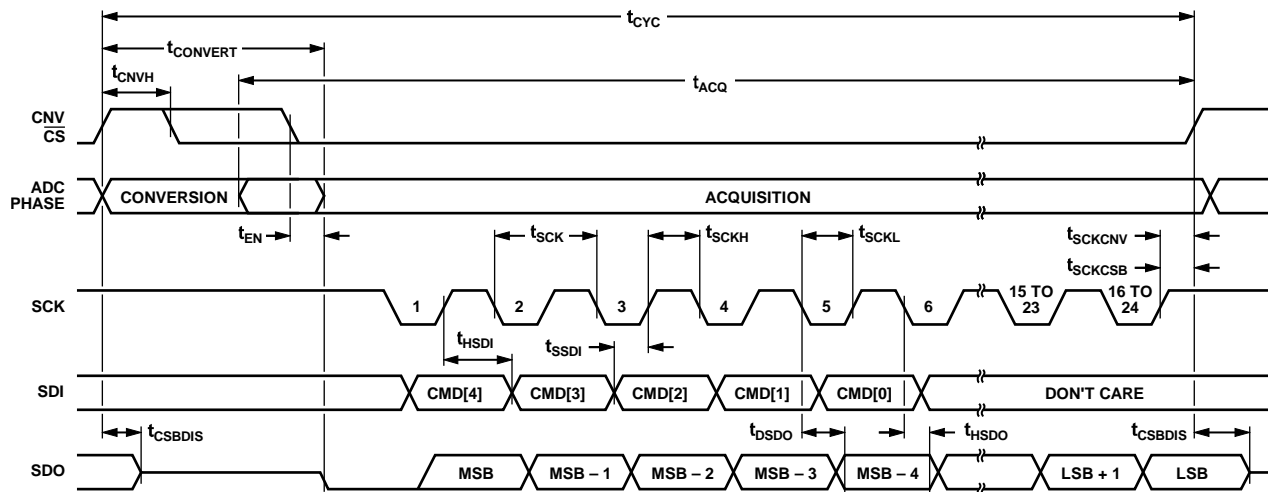 tCYC
tCONVERT
tCNVH
tACQ
CNV
CS
ADC
PHASE
CONVERSION
ACQUISITION
tEN
tSCK
tSCKH
tSCKL
tSCKCNV
tSCKCSB
SCK
1
2
3
4
5
6
15 TO
23
16 TO
24
tHSDI
tSSDI
SDI
CMD[4]
CMD[3]
CMD[2]
CMD[1]
CMD[0]
DON'T CARE
tCSBDIS
tDSDO
tHSDO
tCSBDIS
SDO
MSB
MSB – 1
MSB – 2
MSB – 3
MSB – 4
LSB + 1
LSB